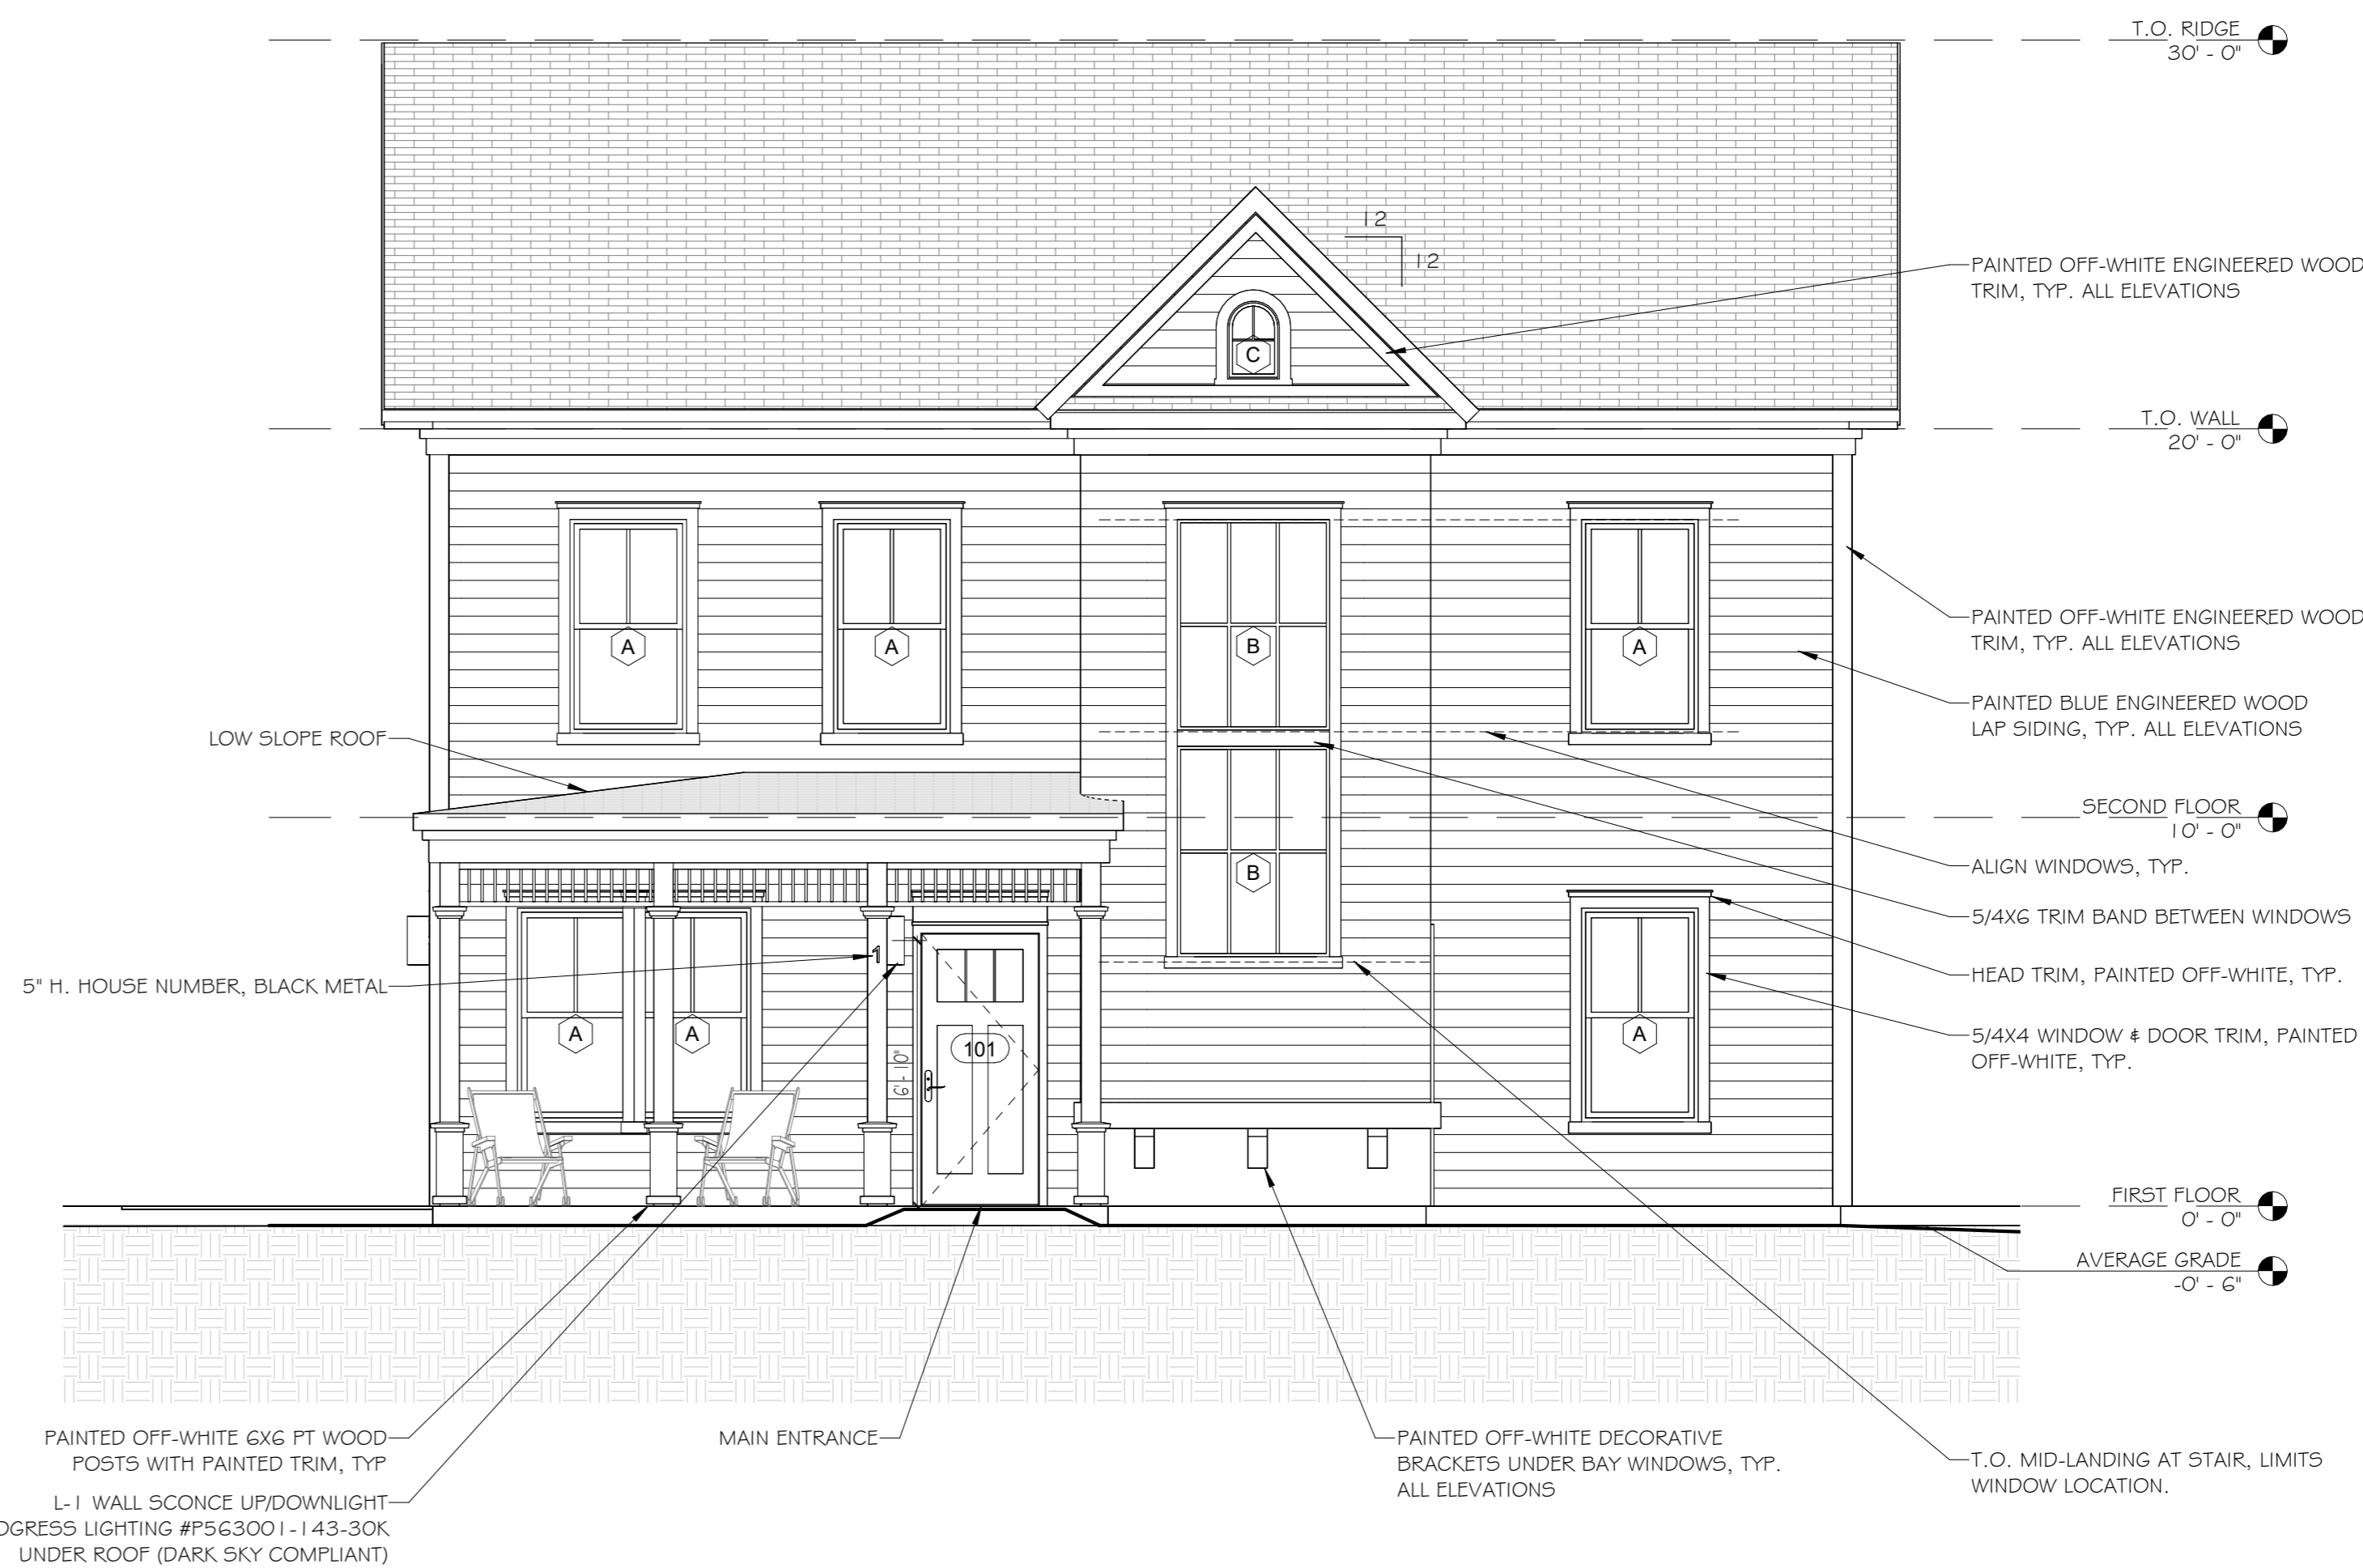 T.O. RIDGE
30' - 0"
12
12
PAINTED OFF-WHITE ENGINEERED WOOD
TRIM, TYP. ALL ELEVATIONS
C
T.O. WALL
20' - 0"
PAINTED OFF-WHITE ENGINEERED WOOD
TRIM, TYP. ALL ELEVATIONS
A
A
B
A
PAINTED BLUE ENGINEERED WOOD
LAP SIDING, TYP. ALL ELEVATIONS
LOW SLOPE ROOF
SECOND FLOOR
10' - 0"
ALIGN WINDOWS, TYP.
B
5/4X6 TRIM BAND BETWEEN WINDOWS
1
5" H. HOUSE NUMBER, BLACK METAL
HEAD TRIM, PAINTED OFF-WHITE, TYP.
A
A
101
A
6' - 10"
5/4X4 WINDOW & DOOR TRIM, PAINTED
OFF-WHITE, TYP.
FIRST FLOOR
0' - 0"
AVERAGE GRADE
-0' - 6"
PAINTED OFF-WHITE 6X6 PT WOOD
POSTS WITH PAINTED TRIM, TYP
MAIN ENTRANCE
PAINTED OFF-WHITE DECORATIVE
BRACKETS UNDER BAY WINDOWS, TYP.
ALL ELEVATIONS
T.O. MID-LANDING AT STAIR, LIMITS
WINDOW LOCATION.
L-1 WALL SCONCE UP/DOWNLIGHT
OGRESS LIGHTING #P563001-143-30K
UNDER ROOF (DARK SKY COMPLIANT)